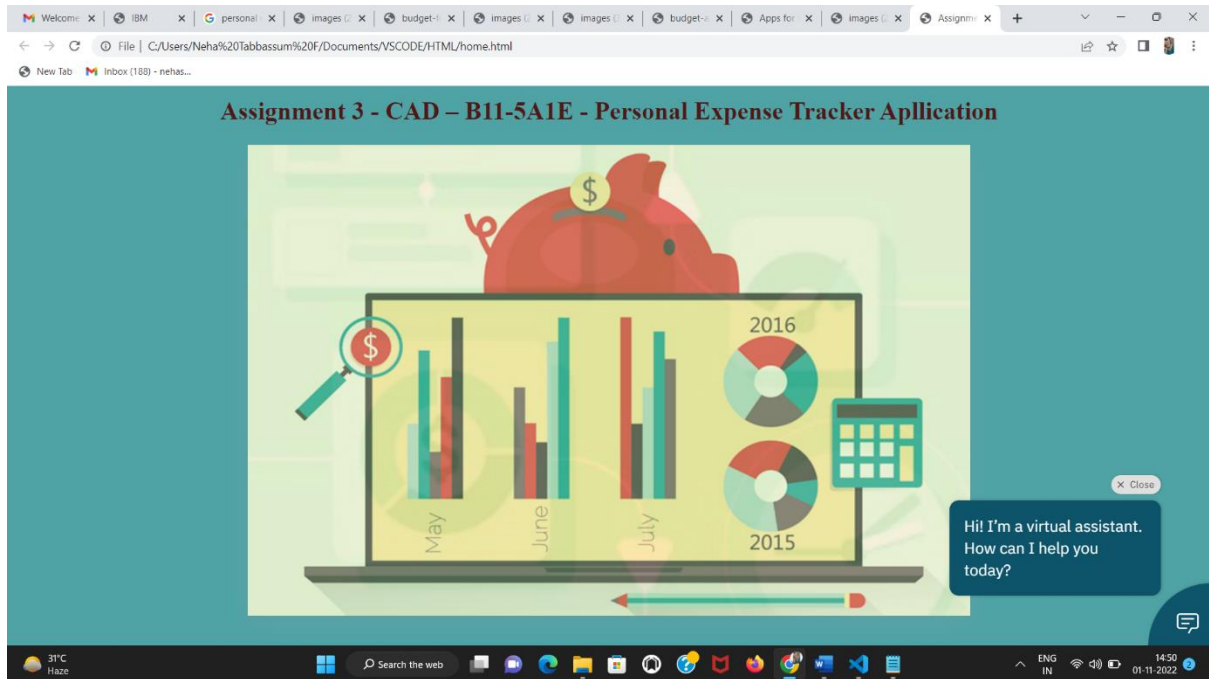 Welcome
IBM
personal
images (2
budget-f
images (
images (
budget-a
Apps for
images (
Assignme
File | C:/Users/Neha%20Tabbassum%20F/Documents/VSCODE/HTML/home.html
New Tab
Inbox (188) - nehas...
Assignment 3 - CAD – B11-5A1E - Personal Expense Tracker Apllication
$
$
2016
May
June
July
2015
Close
Hi! I'm a virtual assistant.
How can I help you
today?
31°C
Haze
Search the web
ENG
IN
14:50
01-11-2022
2